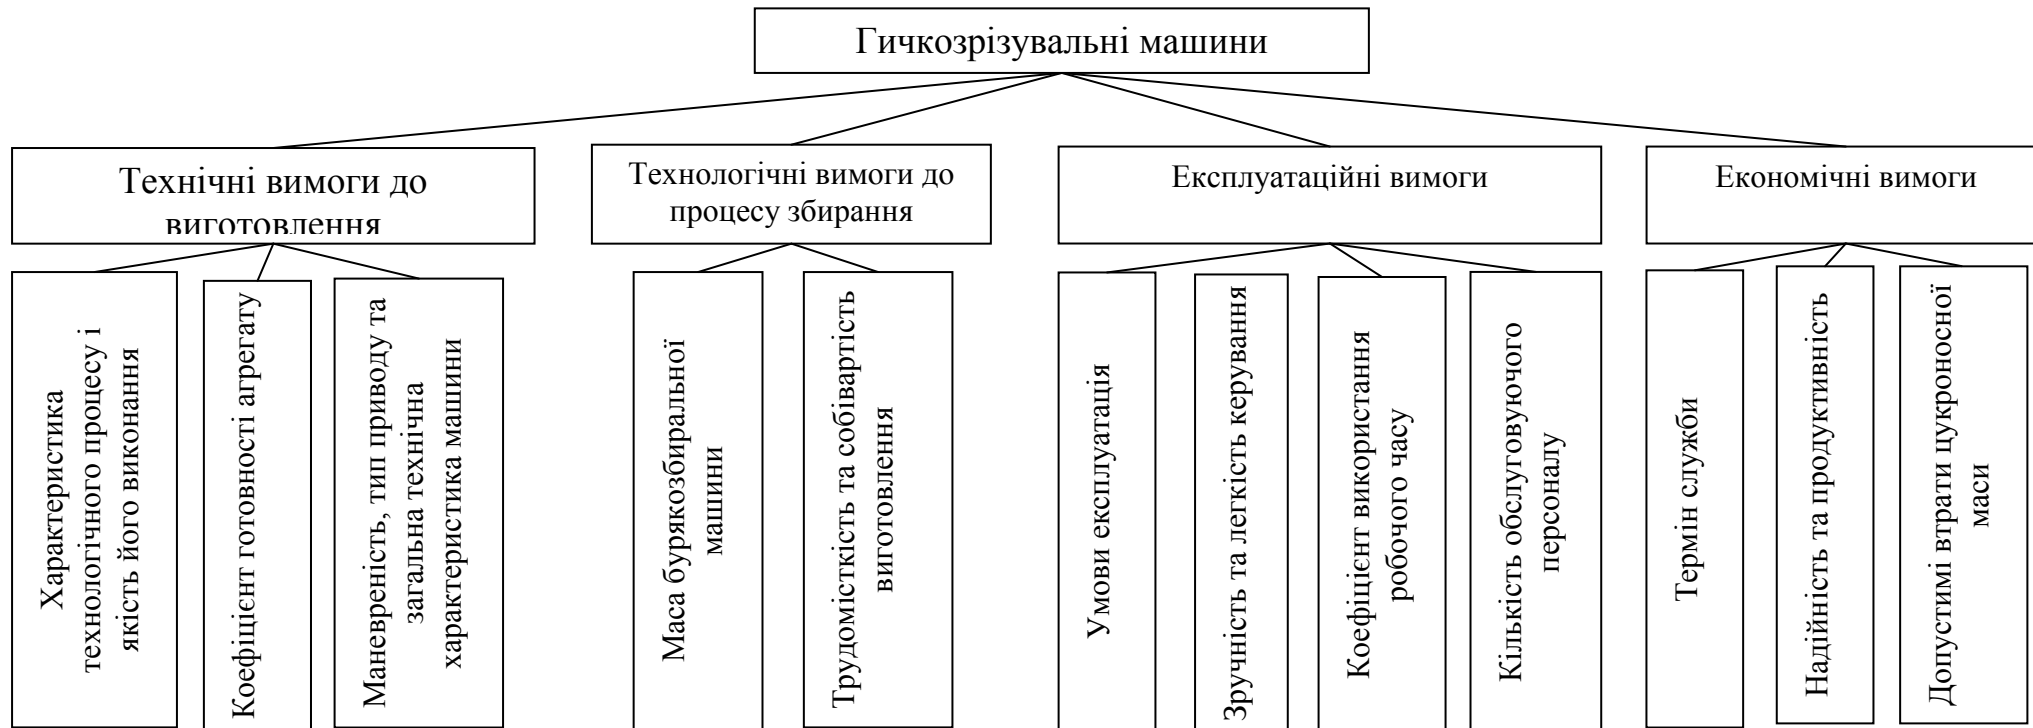 Гичкозрізувальні машини
Технічні вимоги до
виготовлення
Технологічні вимоги до
процесу збирання
Експлуатаційні вимоги
Економічні вимоги
Характеристика
технологічного процесу і
якість його виконання
Коефіцієнт готовності агрегату
Маневреність, тип приводу та
загальна технічна
характеристика машини
Маса бурякозбиральної
машини
Трудомісткість та собівартість
виготовлення
Умови експлуатація
Зручність та легкість керування
Коефіцієнт використання
робочого часу
Кількість обслуговуючого
персоналу
Термін служби
Надійність та продуктивність
Допустимі втрати цукроносної
маси